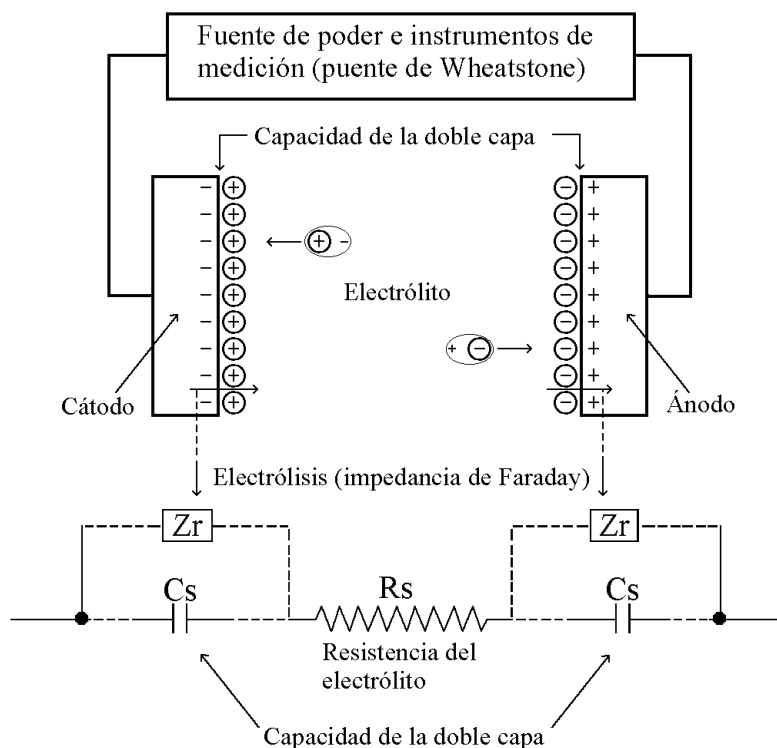 Fuente de poder e instrumentos de
medición (puente de Wheatstone)
Capacidad de la doble capa
Electrólito
Cátodo
Ánodo
Electrólisis (impedancia de Faraday)
Zr
Zr
Cs
Rs
Cs
Resistencia del
electrólito
Capacidad de la doble capa